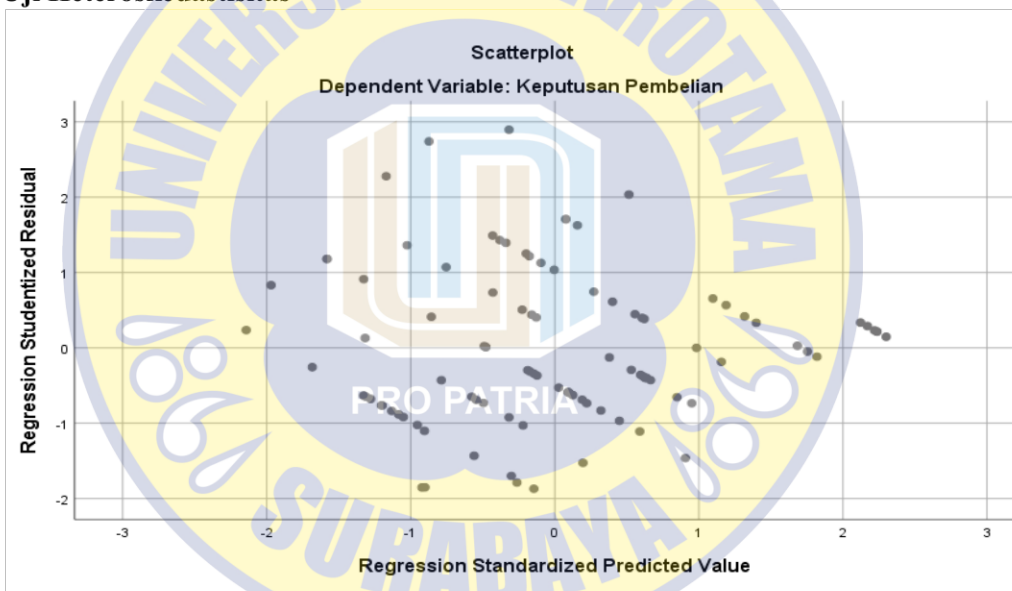 Scatterplot
Dependent Variable: Keputusan Pembelian
Regression Studentized Residual
3
2
1
0
-1
-2
-3
-2
-1
0
1
2
3
Regression Standardized Predicted Value
PRO PATRIA
SURABAYA